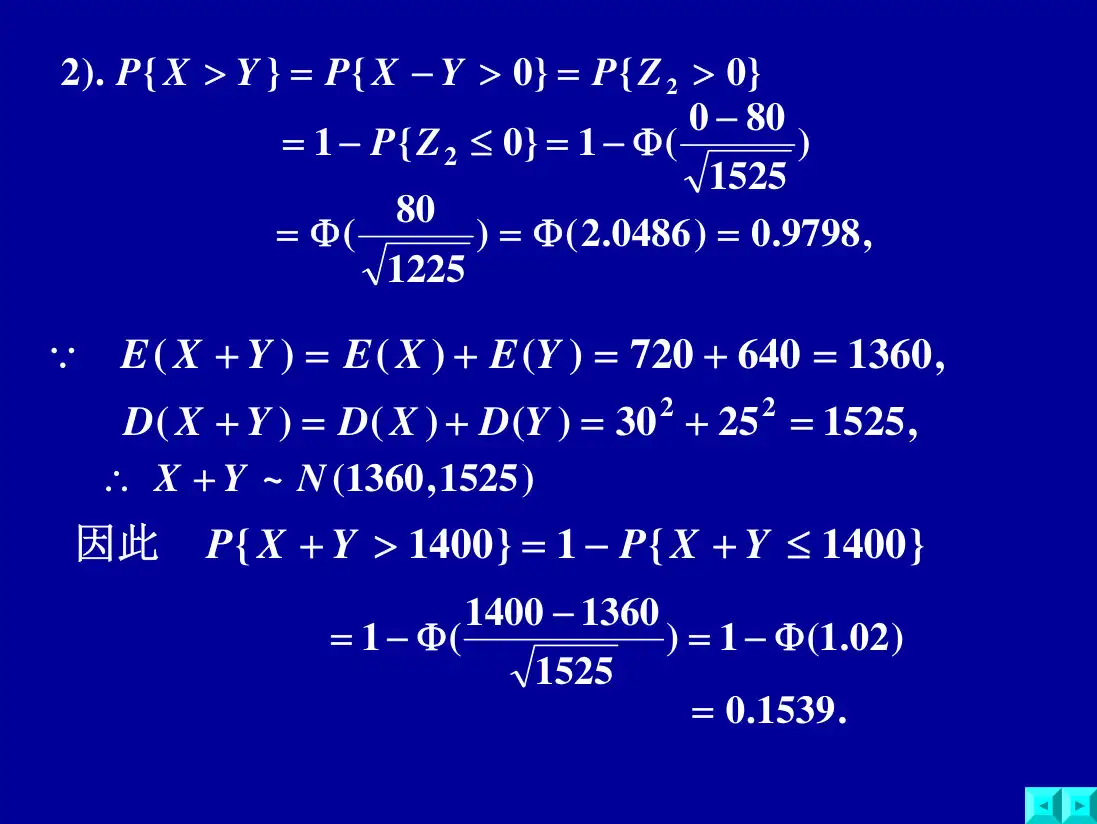 2). P{X > Y} = P{X − Y > 0} = P{Z₂ > 0}
= 1 − P{Z₂ ≤ 0} = 1 − Φ((0 − 80)/√1525)
= Φ(80/√1225) = Φ(2.0486) = 0.9798,
∵ E(X + Y) = E(X) + E(Y) = 720 + 640 = 1360,
D(X + Y) = D(X) + D(Y) = 30² + 25² = 1525,
∴ X + Y ~ N(1360,1525)
因此 P{X + Y > 1400} = 1 − P{X + Y ≤ 1400}
= 1 − Φ((1400 − 1360)/√1525) = 1 − Φ(1.02)
= 0.1539.